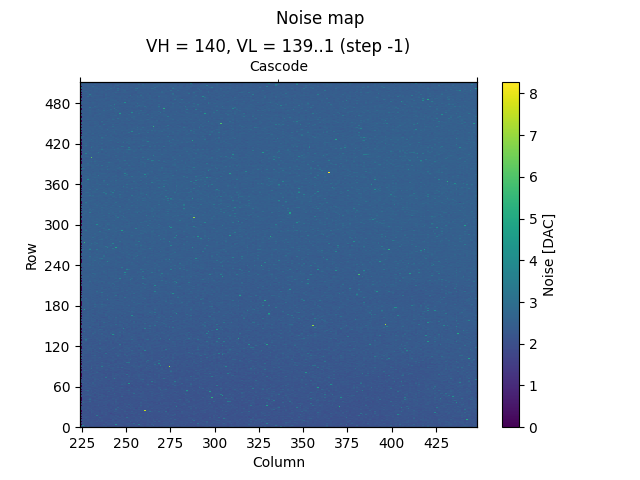 Noise map
VH = 140, VL = 139..1 (step -1)
Cascode
480
420
360
300
240
180
120
60
0
Row
225 250 275 300 325 350 375 400 425
Column
8
7
6
5
4
3
2
1
0
Noise [DAC]